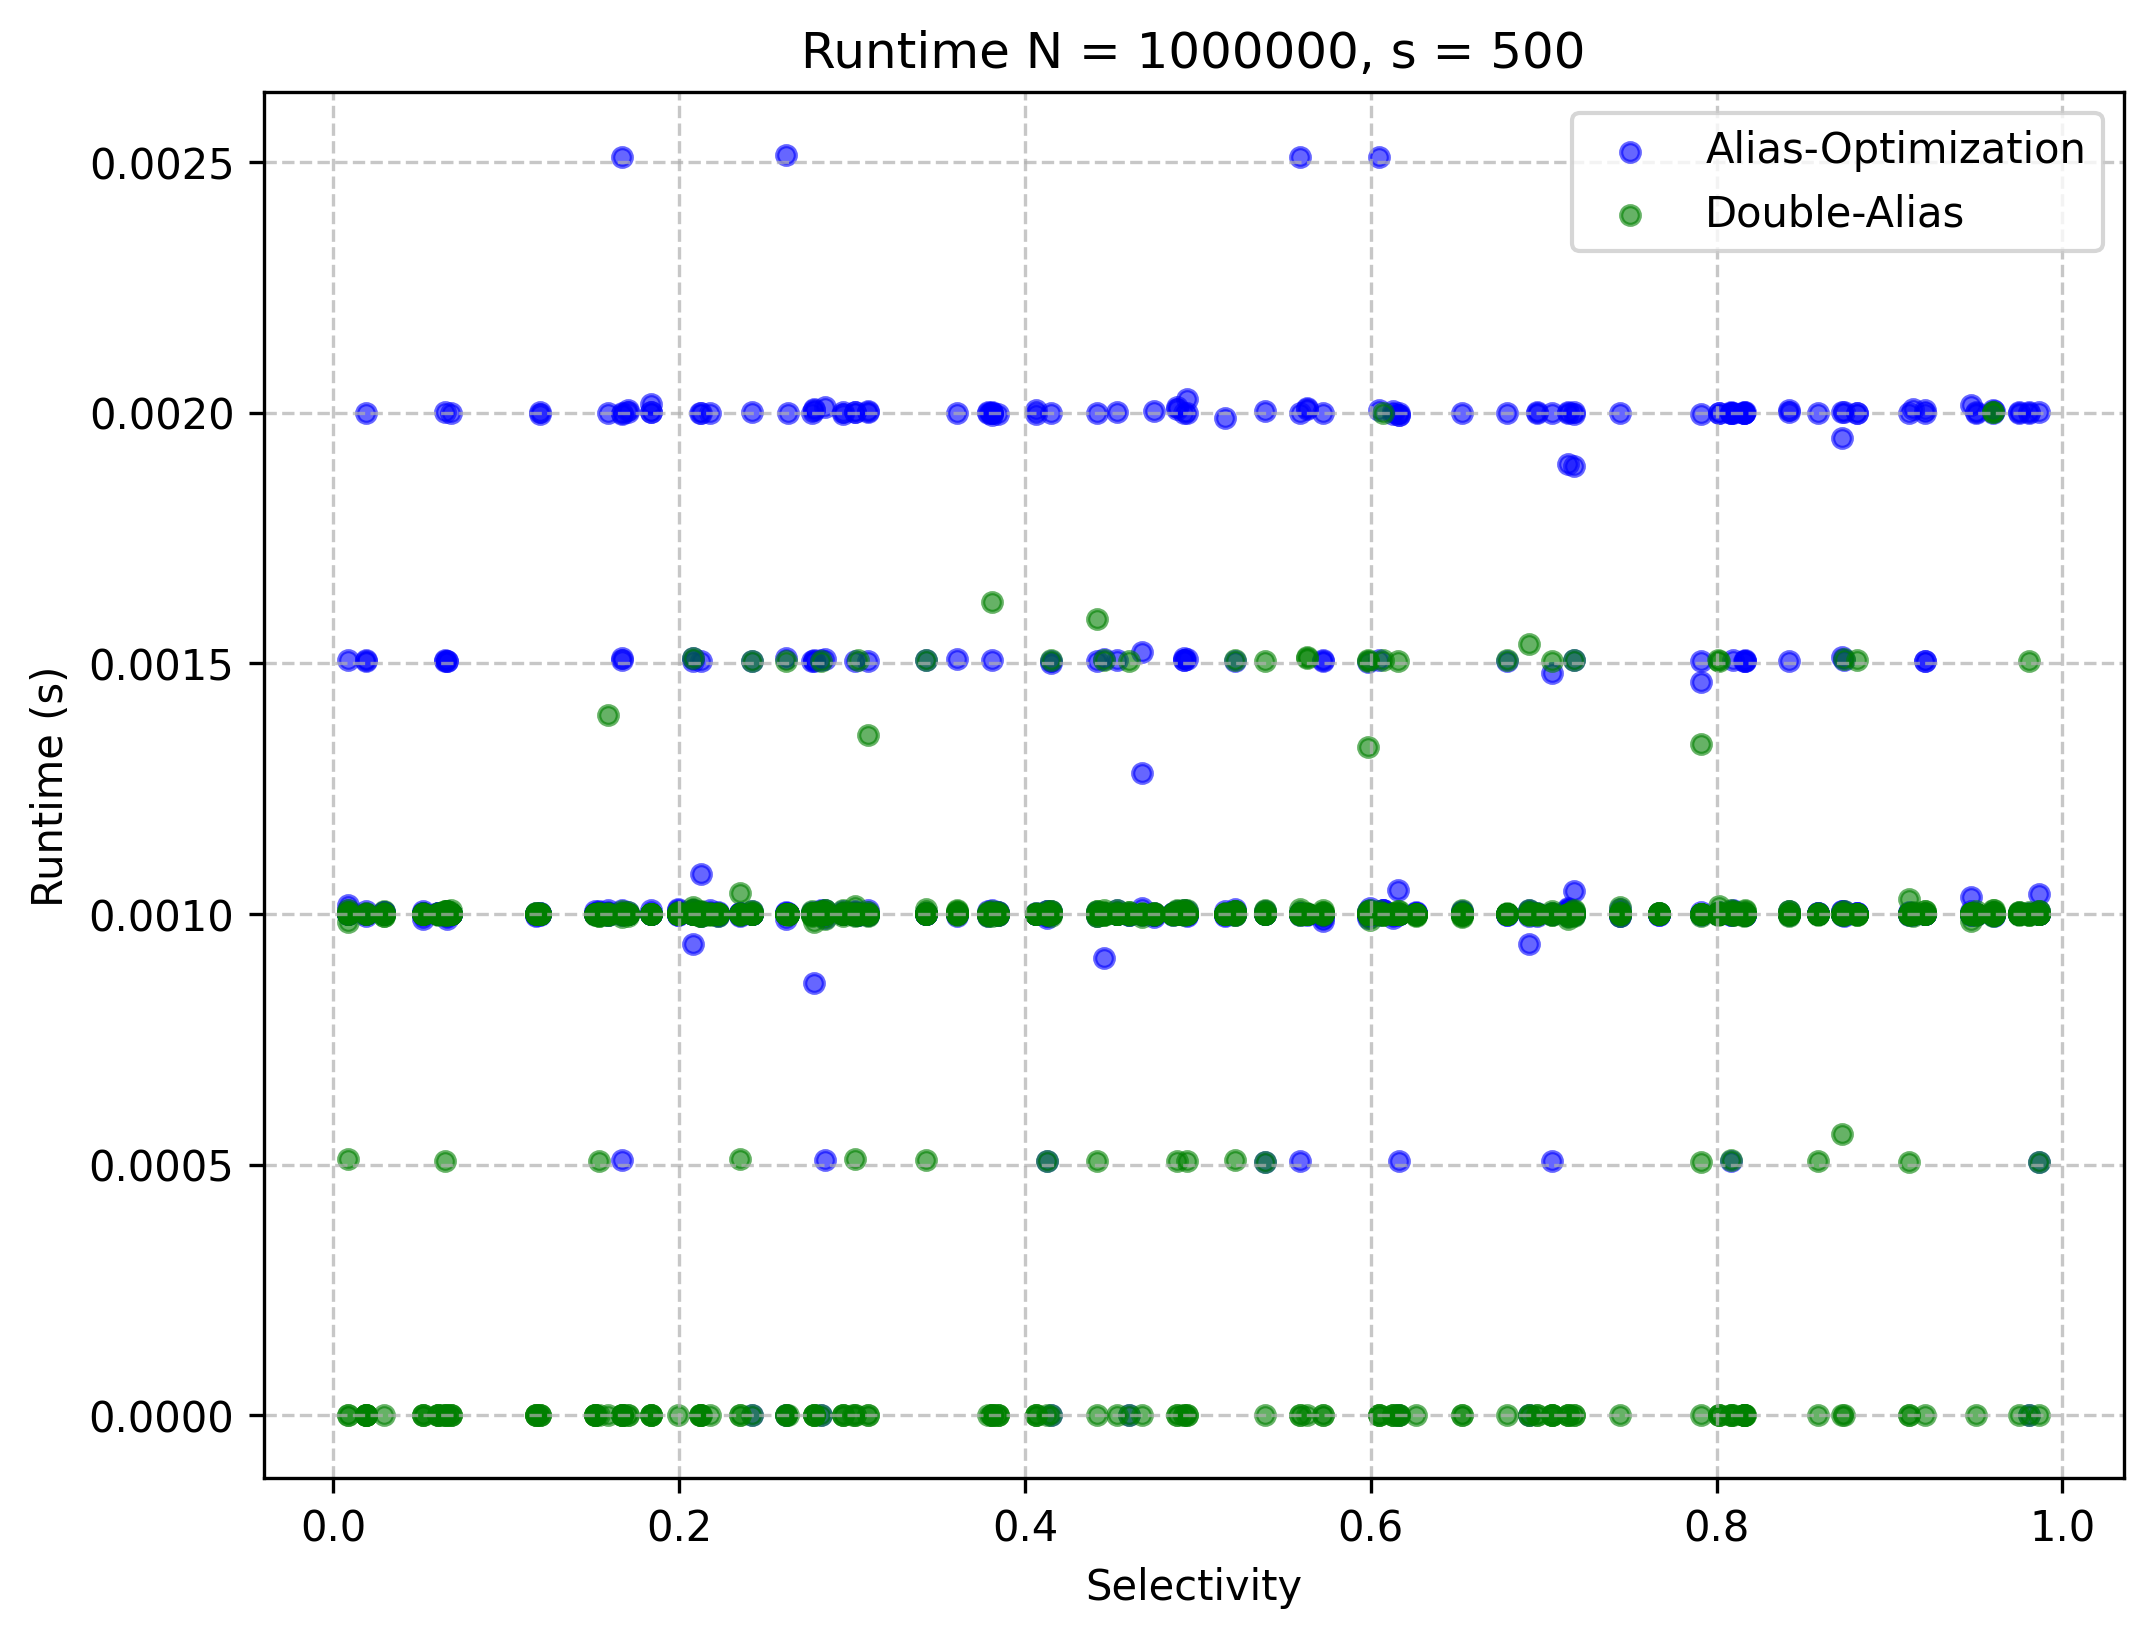 Runtime N = 1000000, s = 500
Alias-Optimization
Double-Alias
Runtime (s)
0.0025
0.0020
0.0015
0.0010
0.0005
0.0000
0.0
0.2
0.4
0.6
0.8
1.0
Selectivity